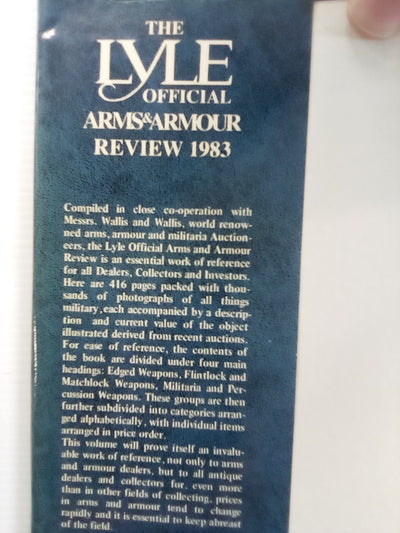 THE
LYLE
OFFICIAL
ARMS & ARMOUR
REVIEW 1983
Compiled in close co-operation with
Messrs. Wallis and Wallis, world renow-
ned arms, armour and militaria Auction-
eers, the Lyle Official Arms and Armour
Review is an essential work of reference
for all Dealers, Collectors and Investors.
Here are 416 pages packed with thou-
sands of photographs of all things
military, each accompanied by a descrip-
tion and current value of the object
illustrated derived from recent auctions.
For ease of reference, the contents of
the book are divided under four main
headings: Edged Weapons, Flintlock and
Matchlock Weapons, Militaria and Per-
cussion Weapons. These groups are then
further subdivided into categories arran-
ged alphabetically, with individual items
arranged in price order.
This volume will prove itself an invalu-
able work of reference, not only to arms
and armour dealers, but to all antique
dealers and collectors for, even more
than in other fields of collecting, prices
in arms and armour tend to change
rapidly and it is essential to keep abreast
of the field.